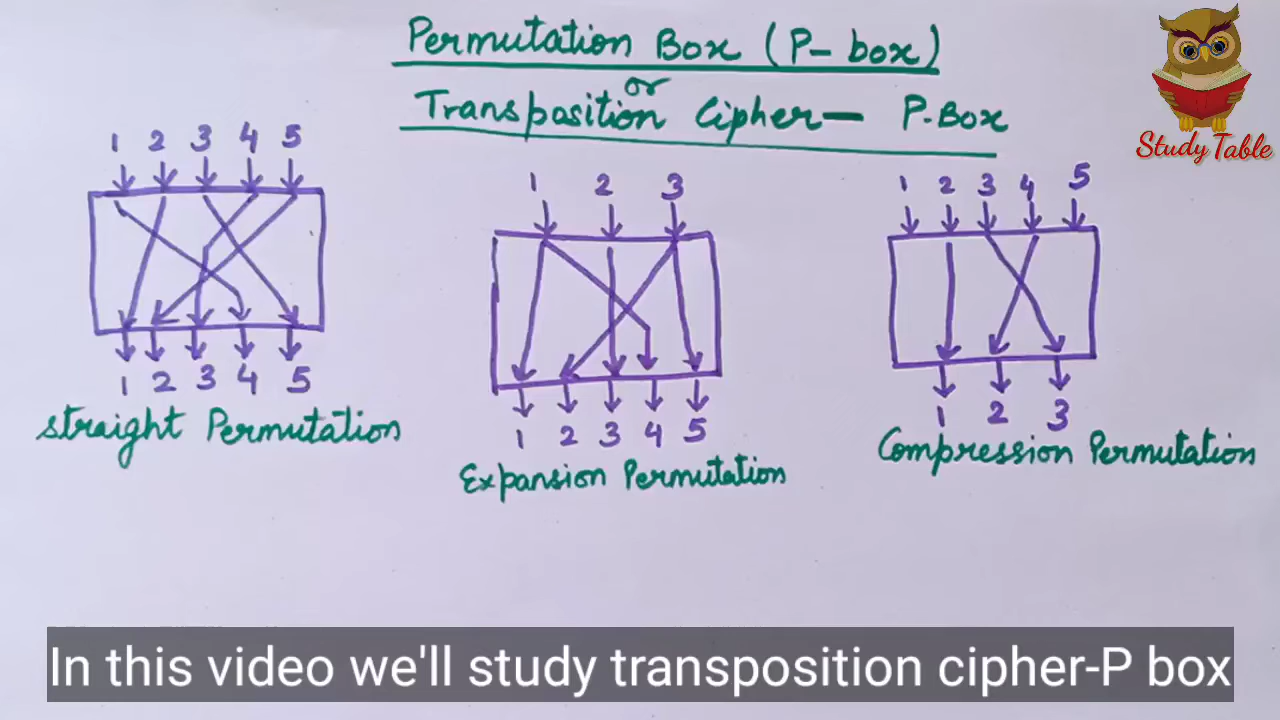 Permutation Box (P- box)
or
Transposition Cipher- P.Box
Study Table
1 2 3 4 5
1 2 3 4 5
Straight Permutation
1 2 3
1 2 3 4 5
Expansion Permutation
1 2 3 4 5
1 2 3
Compression Permutation
In this video we'll study transposition cipher-P box